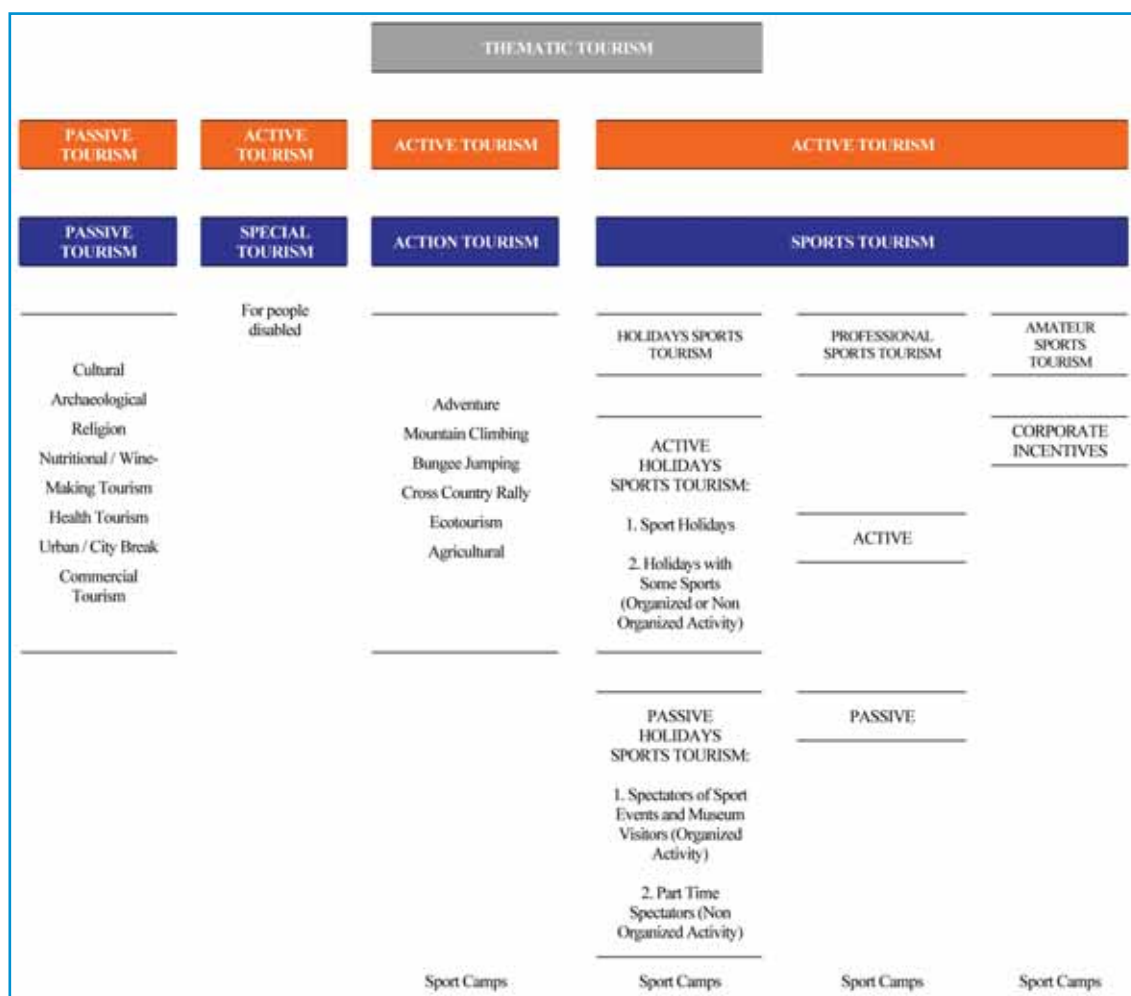 THEMATIC TOURISM
PASSIVE
TOURISM
ACTIVE
TOURISM
ACTIVE TOURISM
ACTIVE TOURISM
PASSIVE
TOURISM
SPECIAL
TOURISM
ACTION TOURISM
SPORTS TOURISM
Cultural
Archaeological
Religion
Nutritional / Wine-
Making Tourism
Health Tourism
Urban / City Break
Commercial
Tourism
For people
disabled
Adventure
Mountain Climbing
Bungee Jumping
Cross Country Rally
Ecotourism
Agricultural
Sport Camps
HOLIDAYS SPORTS
TOURISM
ACTIVE
HOLIDAYS
SPORTS TOURISM:
1. Sport Holidays
2. Holidays with
Some Sports
(Organized or Non
Organized Activity)
PASSIVE
HOLIDAYS
SPORTS TOURISM:
1. Spectators of Sport
Events and Museum
Visitors (Organized
Activity)
2. Part Time
Spectators (Non
Organized Activity)
Sport Camps
PROFESSIONAL
SPORTS TOURISM
ACTIVE
PASSIVE
Sport Camps
AMATEUR
SPORTS
TOURISM
CORPORATE
INCENTIVES
Sport Camps